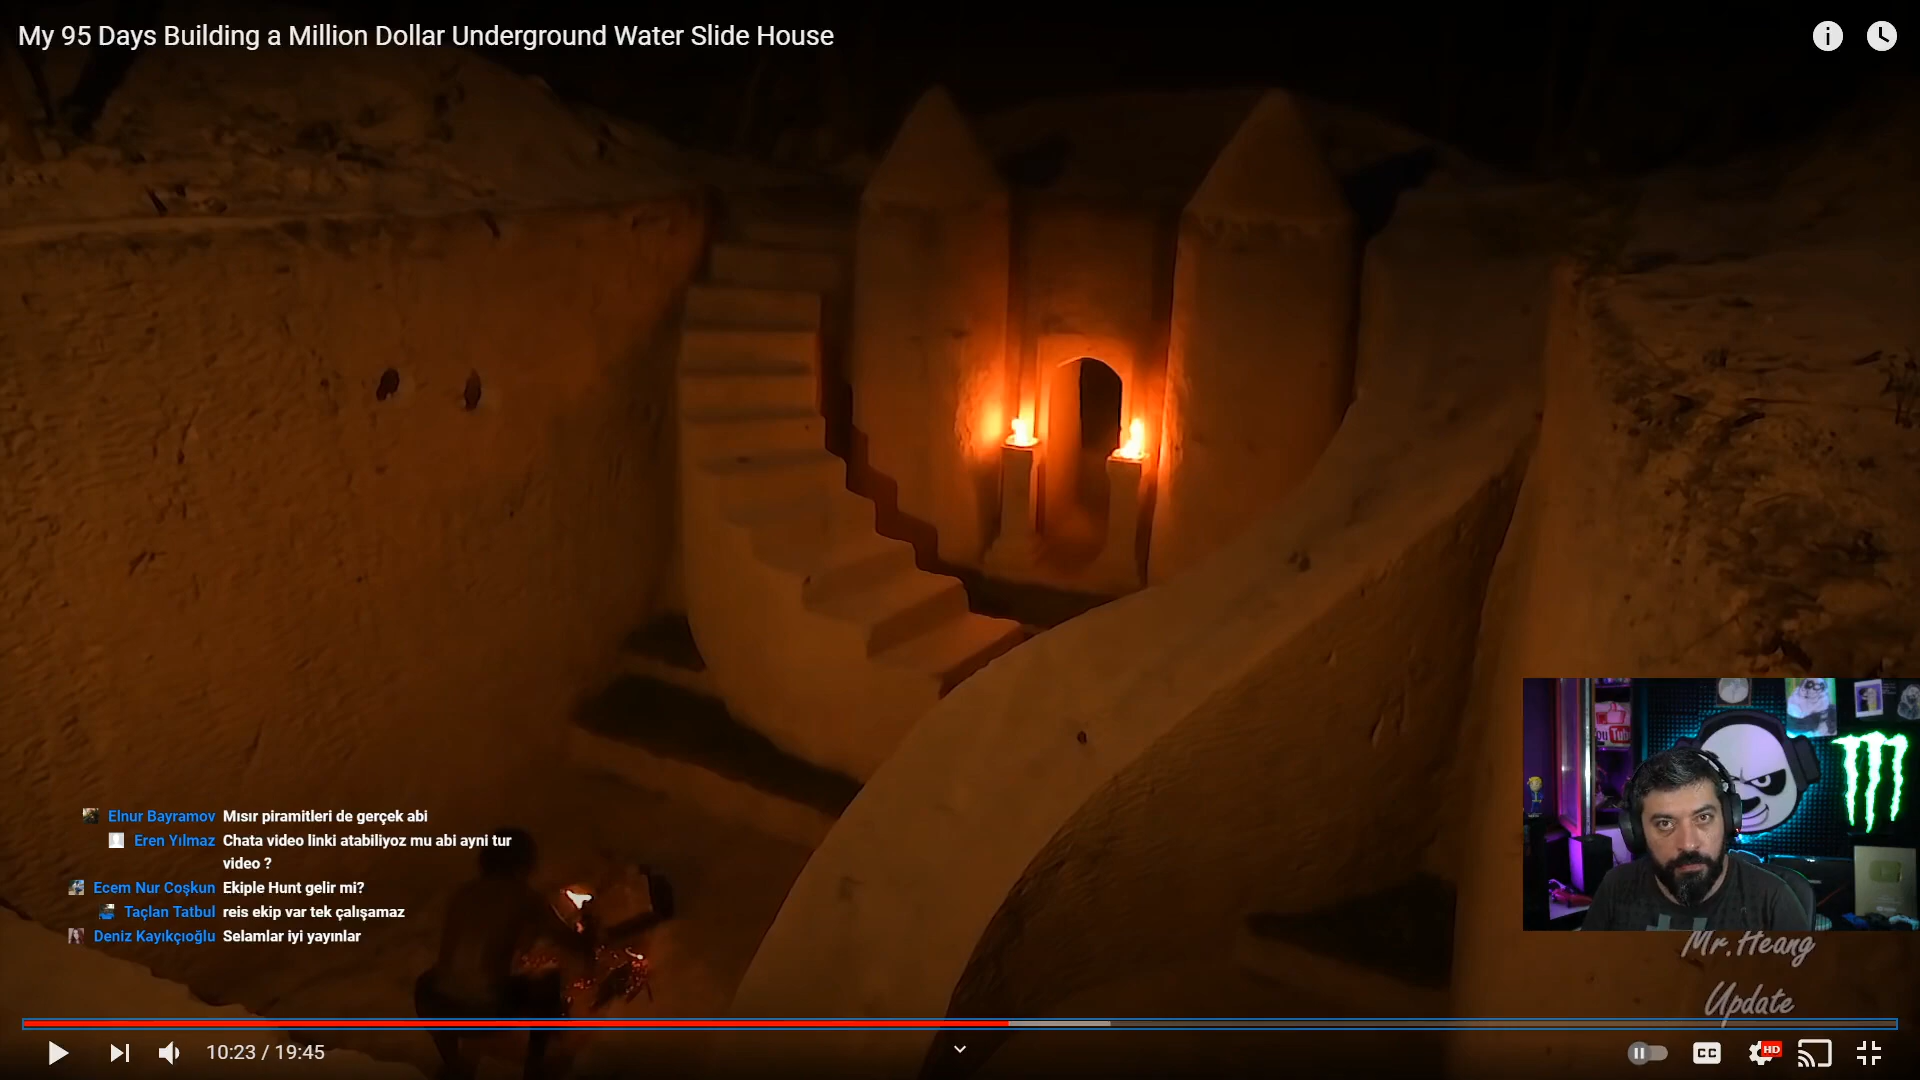 My 95 Days Building a Million Dollar Underground Water Slide House
Elnur Bayramov Mısır piramitleri de gerçek abi
Eren Yılmaz Chata video linki atabiliyoz mu abi ayni tur
video ?
Ecem Nur Coşkun Ekiple Hunt gelir mi?
Taçlan Tatbul reis ekip var tek çalışamaz
Deniz Kayıkçıoğlu Selamlar iyi yayınlar
Mr.Heang
Update
10:23 / 19:45
CC
HD